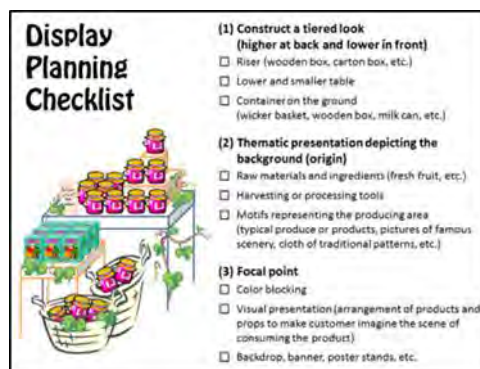 Display
Planning
Checklist
(1) Construct a tiered look
(higher at back and lower in front)
☐ Riser (wooden box, carton box, etc.)
☐ Lower and smaller table
☐ Container on the ground
(wicker basket, wooden box, milk can, etc.)
(2) Thematic presentation depicting the
background (origin)
☐ Raw materials and ingredients (fresh fruit, etc.)
☐ Harvesting or processing tools
☐ Motifs representing the producing area
(typical produce or products, pictures of famous
scenery, cloth of traditional patterns, etc.)
(3) Focal point
☐ Color blocking
☐ Visual presentation (arrangement of products and
props to make customer imagine the scene of
consuming the product)
☐ Backdrop, banner, poster stands, etc.